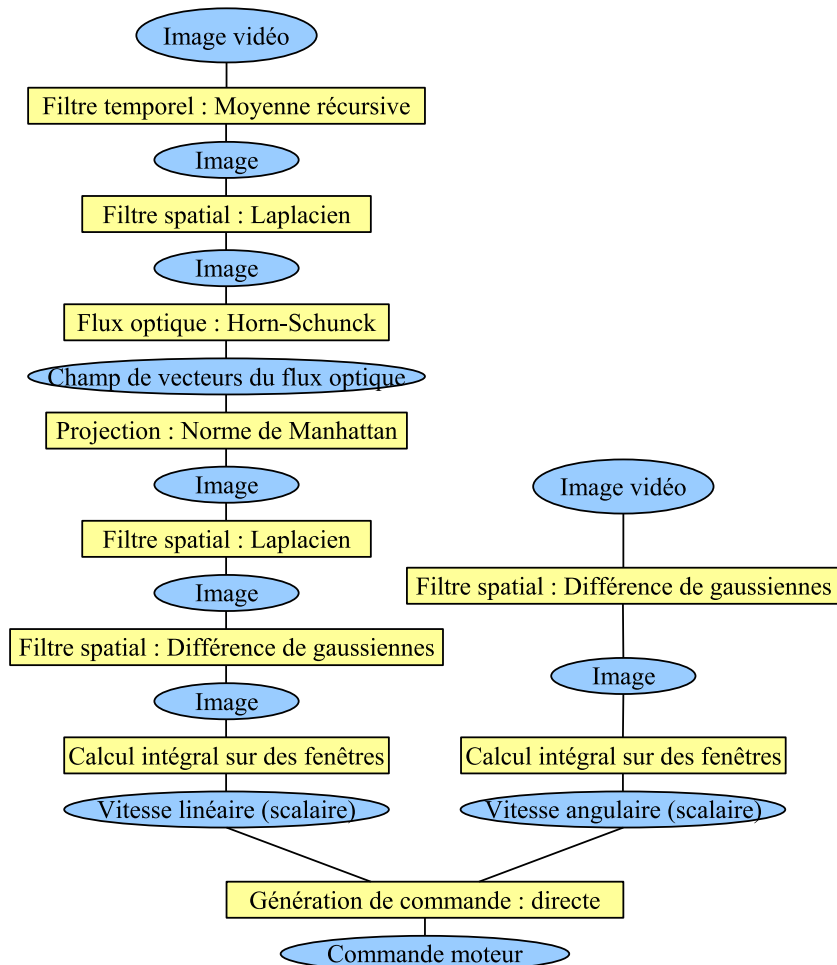 Image vidéo
Filtre temporel : Moyenne récursive
Image
Filtre spatial : Laplacien
Image
Flux optique : Horn-Schunck
Champ de vecteurs du flux optique
Projection : Norme de Manhattan
Image
Filtre spatial : Laplacien
Image
Filtre spatial : Différence de gaussiennes
Image
Calcul intégral sur des fenêtres
Vitesse linéaire (scalaire)
Image vidéo
Filtre spatial : Différence de gaussiennes
Image
Calcul intégral sur des fenêtres
Vitesse angulaire (scalaire)
Génération de commande : directe
Commande moteur